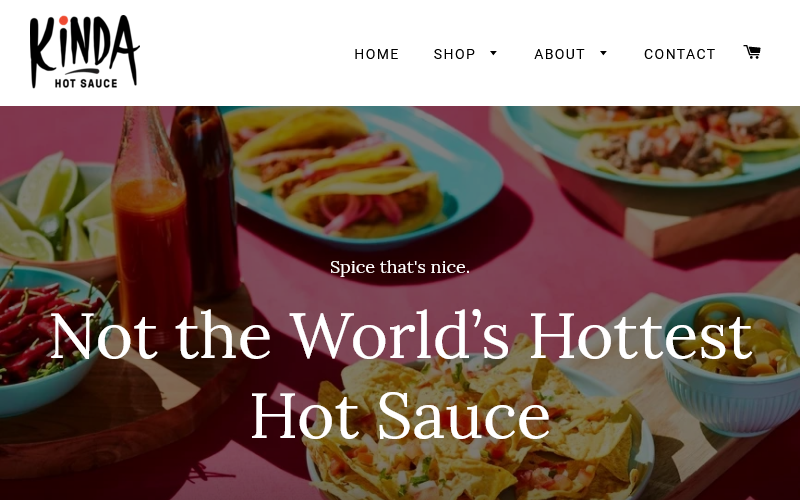 KiNDA
HOT SAUCE
HOME
SHOP
ABOUT
CONTACT
Spice that's nice.
Not the World’s Hottest
Hot Sauce